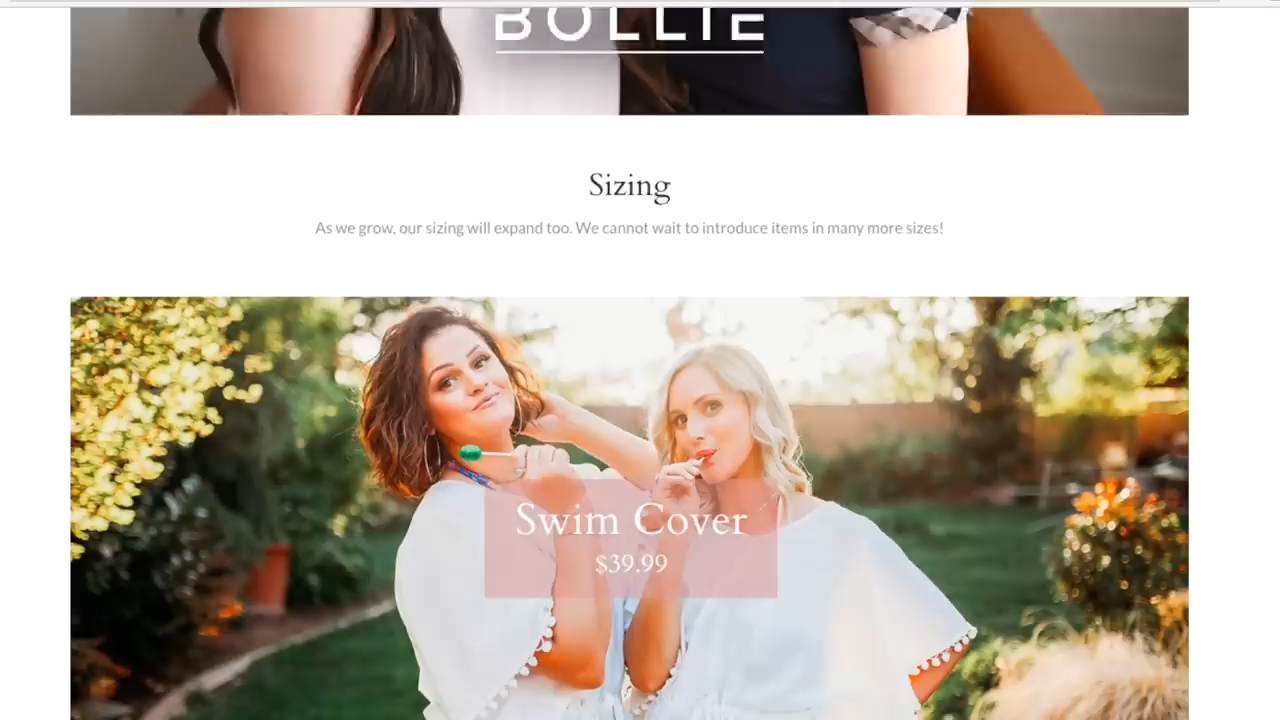 BOLLIE
Sizing
As we grow, our sizing will expand too. We cannot wait to introduce items in many more sizes!
Swim Cover
$39.99